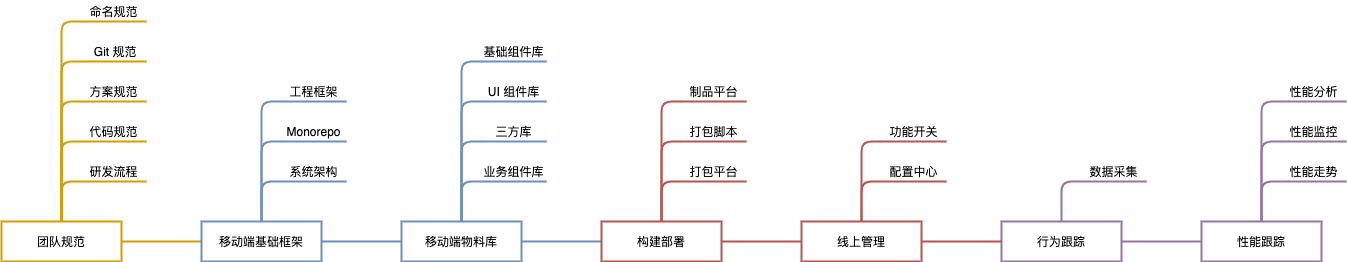 命名规范
Git 规范
方案规范
代码规范
研发流程
团队规范
工程框架
Monorepo
系统架构
移动端基础框架
基础组件库
UI 组件库
三方库
业务组件库
移动端物料库
制品平台
打包脚本
打包平台
构建部署
功能开关
配置中心
线上管理
数据采集
行为跟踪
性能分析
性能监控
性能走势
性能跟踪